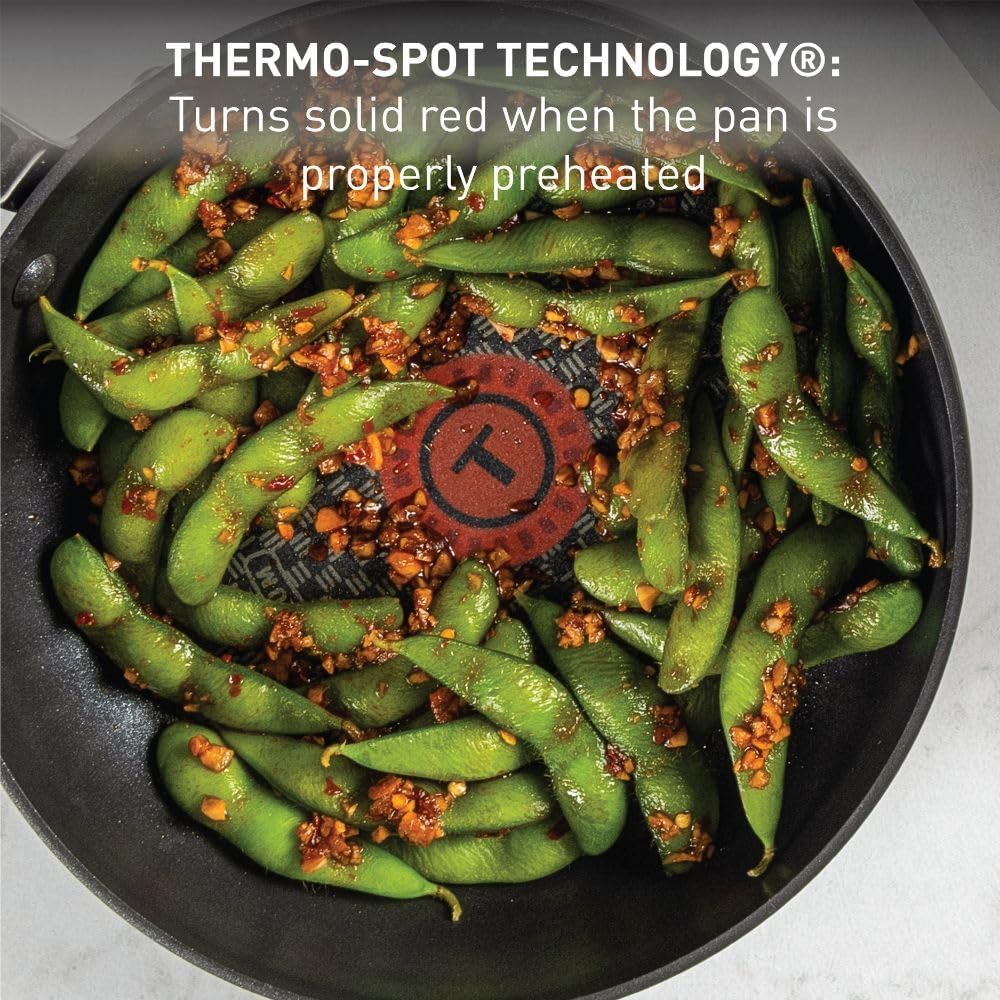 THERMO-SPOT TECHNOLOGY®:
Turns solid red when the pan is
properly preheated
T